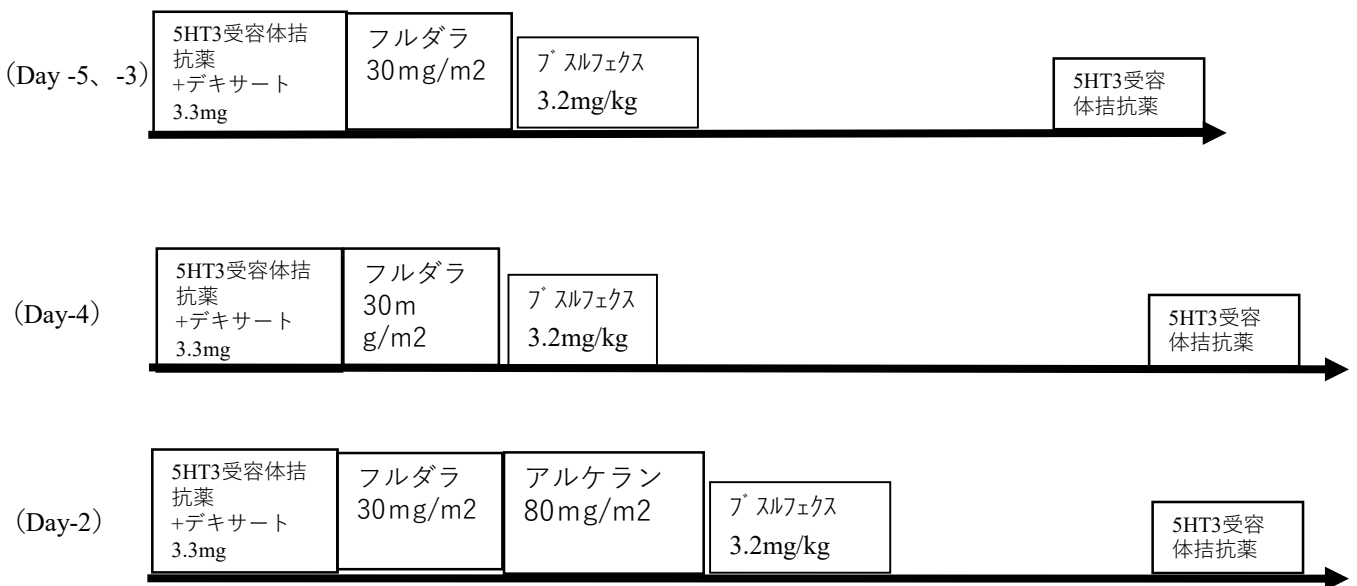 (Day -5、-3)
5HT3受容体拮
抗薬
+デキサート
3.3mg
フルダラ
30mg/m2
ﾌﾞｽﾙﾌｪｸｽ
3.2mg/kg
5HT3受容
体拮抗薬
(Day-4)
5HT3受容体拮
抗薬
+デキサート
3.3mg
フルダラ
30m
g/m2
ﾌﾞｽﾙﾌｪｸｽ
3.2mg/kg
5HT3受容
体拮抗薬
(Day-2)
5HT3受容体拮
抗薬
+デキサート
3.3mg
フルダラ
30mg/m2
アルケラン
80mg/m2
ﾌﾞｽﾙﾌｪｸｽ
3.2mg/kg
5HT3受容
体拮抗薬